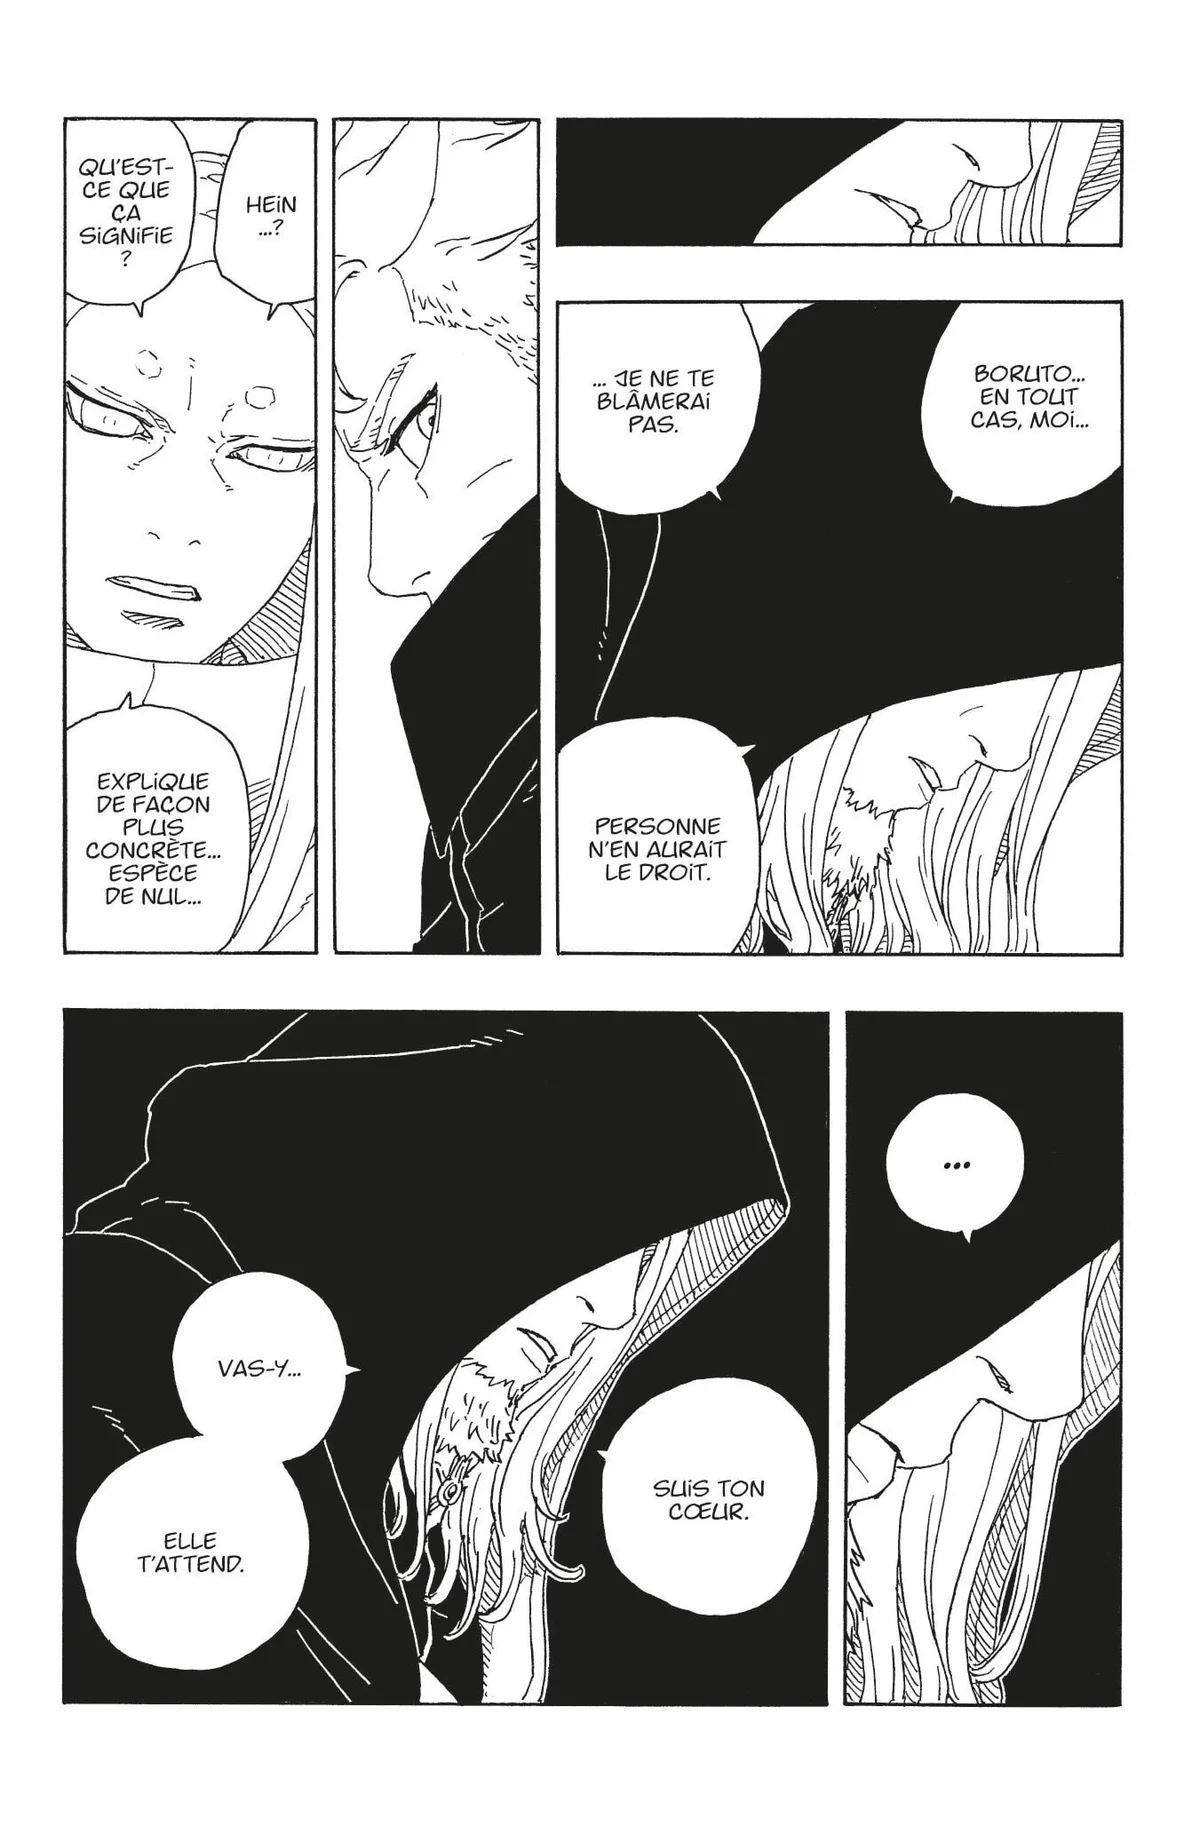 BORUTO...
EN TOUT
CAS, MOI...
... JE NE TE
BLÂMERAI
PAS.
PERSONNE
N'EN AURAIT
LE DROIT.
HEIN
...?
QU'EST-
CE QUE
ÇA
SIGNIFIE
?
EXPLIQUE
DE FAÇON
PLUS
CONCRÈTE...
ESPÈCE
DE NUL...
...
SUIS TON
CŒUR.
VAS-Y...
ELLE
T'ATTEND.